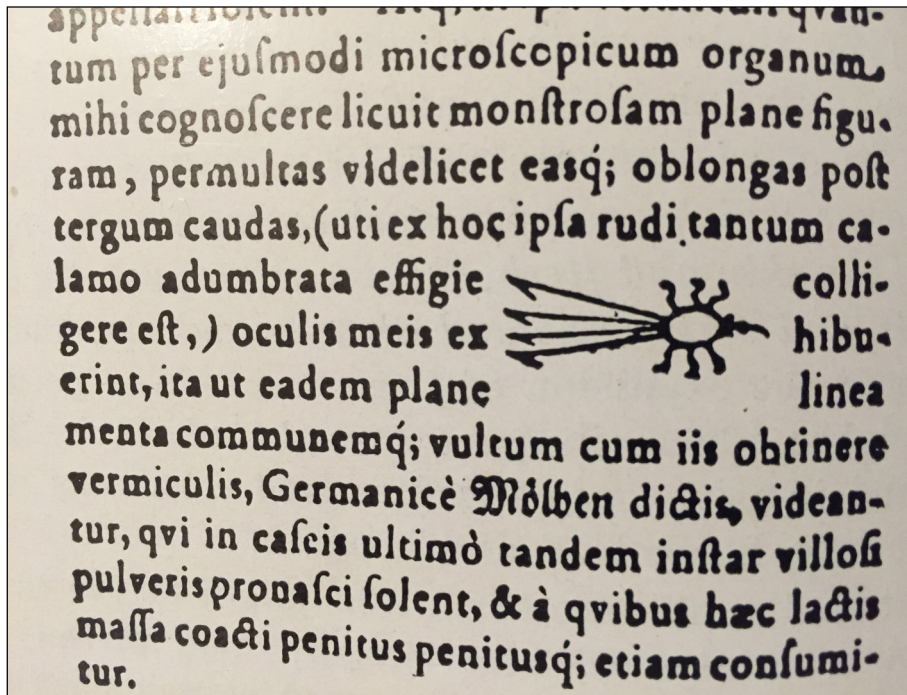 tum per ejuſmodi microſcopicum organum
mihi cognoſcere licuit monſtroſam plane figu-
ram, permultas videlicet easq́; oblongas poſt
tergum caudas, (uti ex hoc ipſa rudi tantum ca-
lamo adumbrata effigie colli-
gere eſt,) oculis meis ex hibu-
erint, ita ut eadem plane linea
menta communemq́; vultum cum iis obtinere
vermiculis, Germanicè Mölben dictis, videan-
tur, qvi in caſeis ultimò tandem inſtar villoſi
pulveris pronaſci ſolent, & à qvibus hæc lactis
maſſa coacti penitus penitusq́; etiam conſumi-
tur.